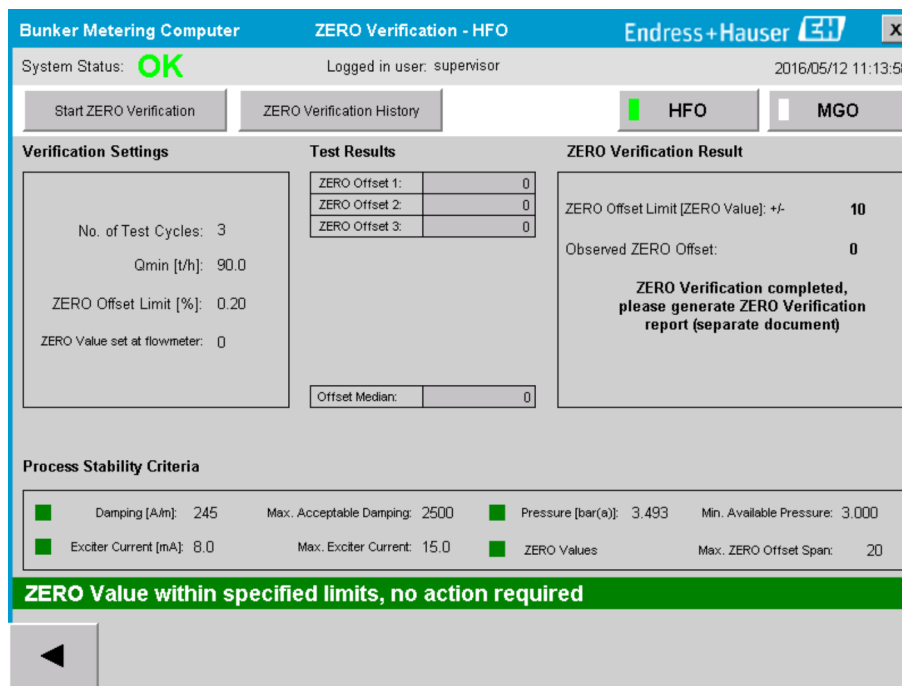 Bunker Metering Computer ZERO Verification - HFO Endress+Hauser EH X
System Status: OK Logged in user: supervisor 2016/05/12 11:13:58
Start ZERO Verification ZERO Verification History HFO MGO
Verification Settings Test Results ZERO Verification Result
ZERO Offset 1: 0
ZERO Offset 2: 0
ZERO Offset 3: 0
No. of Test Cycles: 3
Qmin [t/h]: 90.0
ZERO Offset Limit [%]: 0.20
ZERO Value set at flowmeter: 0
Offset Median: 0
ZERO Offset Limit [ZERO Value]: +/- 10
Observed ZERO Offset: 0
ZERO Verification completed,
please generate ZERO Verification
report (separate document)
Process Stability Criteria
Damping [A/m]: 245 Max. Acceptable Damping: 2500 Pressure [bar(a)]: 3.493 Min. Available Pressure: 3.000
Exciter Current [mA]: 8.0 Max. Exciter Current: 15.0 ZERO Values Max. ZERO Offset Span: 20
ZERO Value within specified limits, no action required